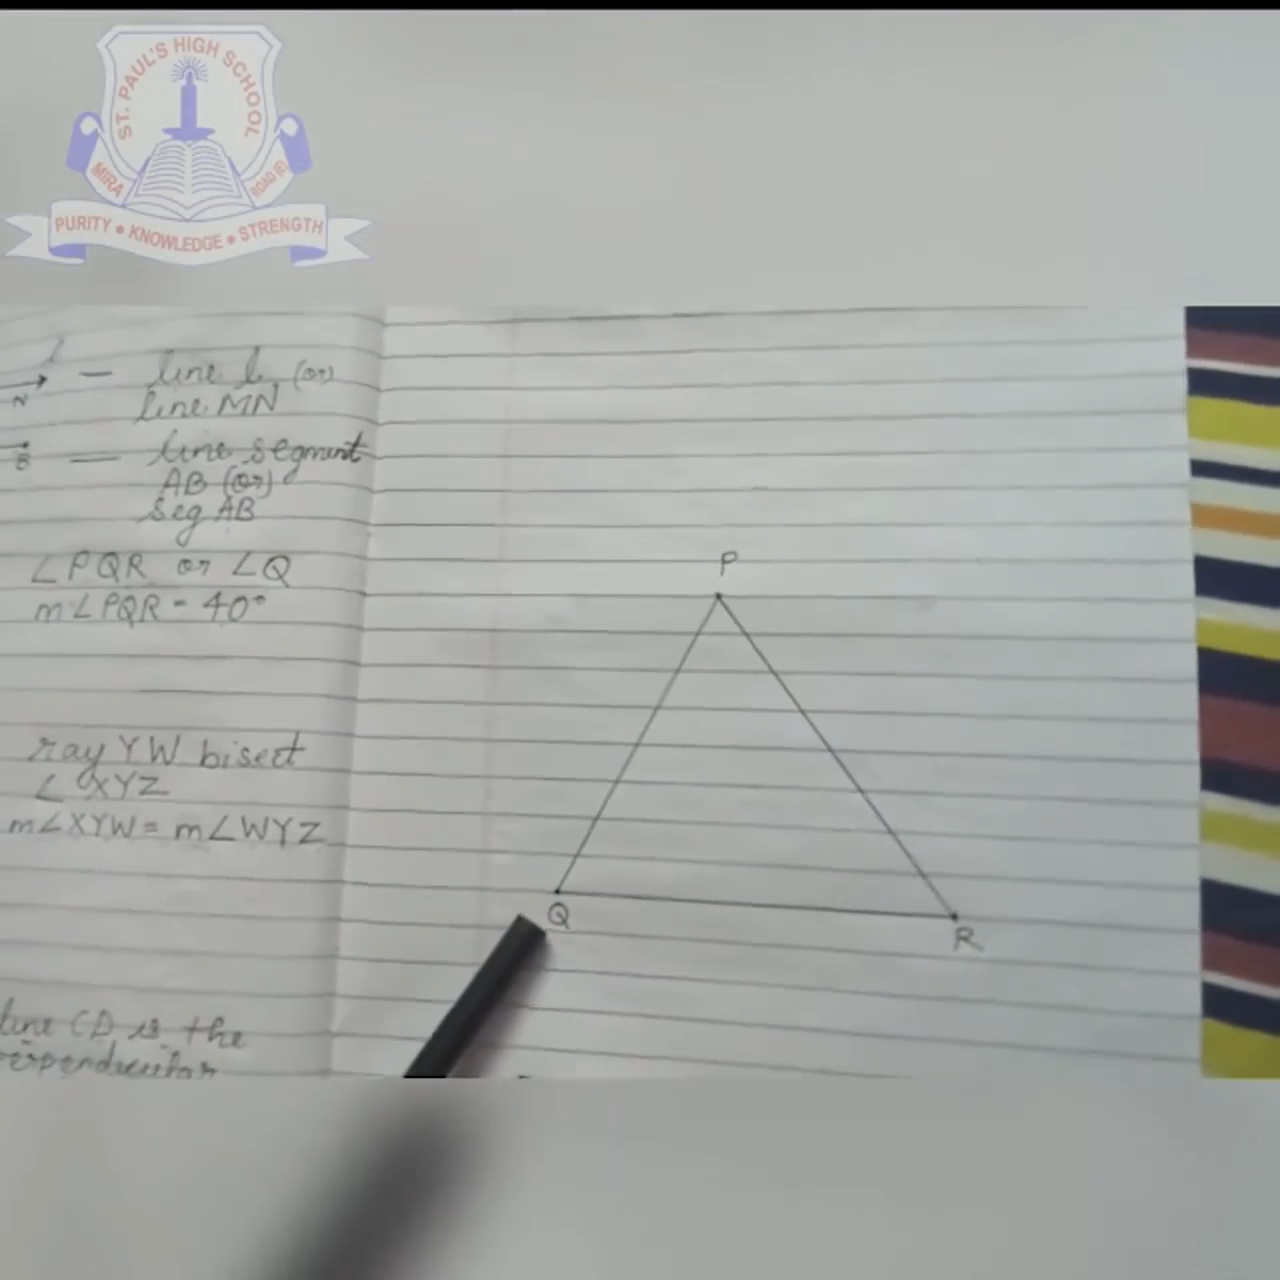 ST. PAUL'S HIGH SCHOOL
MIRA ROAD (E)
PURITY • KNOWLEDGE • STRENGTH
l
N
— line l, (or)
line MN
B
— line segment
AB (or)
seg AB
∠PQR or ∠Q
m∠PQR - 40°
ray YW bisect
∠ XYZ
m∠XYW = m∠WYZ
line CD is the
perpendicular
P
Q
R